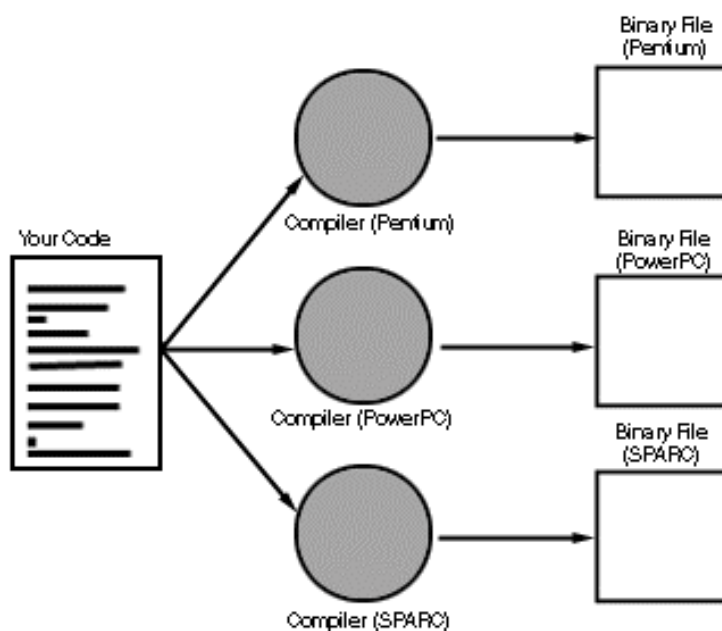 Binary File
(Pentium)
Compiler (Pentium)
Your Code
Binary File
(PowerPC)
Compiler (PowerPC)
Binary File
(SPARC)
Compiler (SPARC)